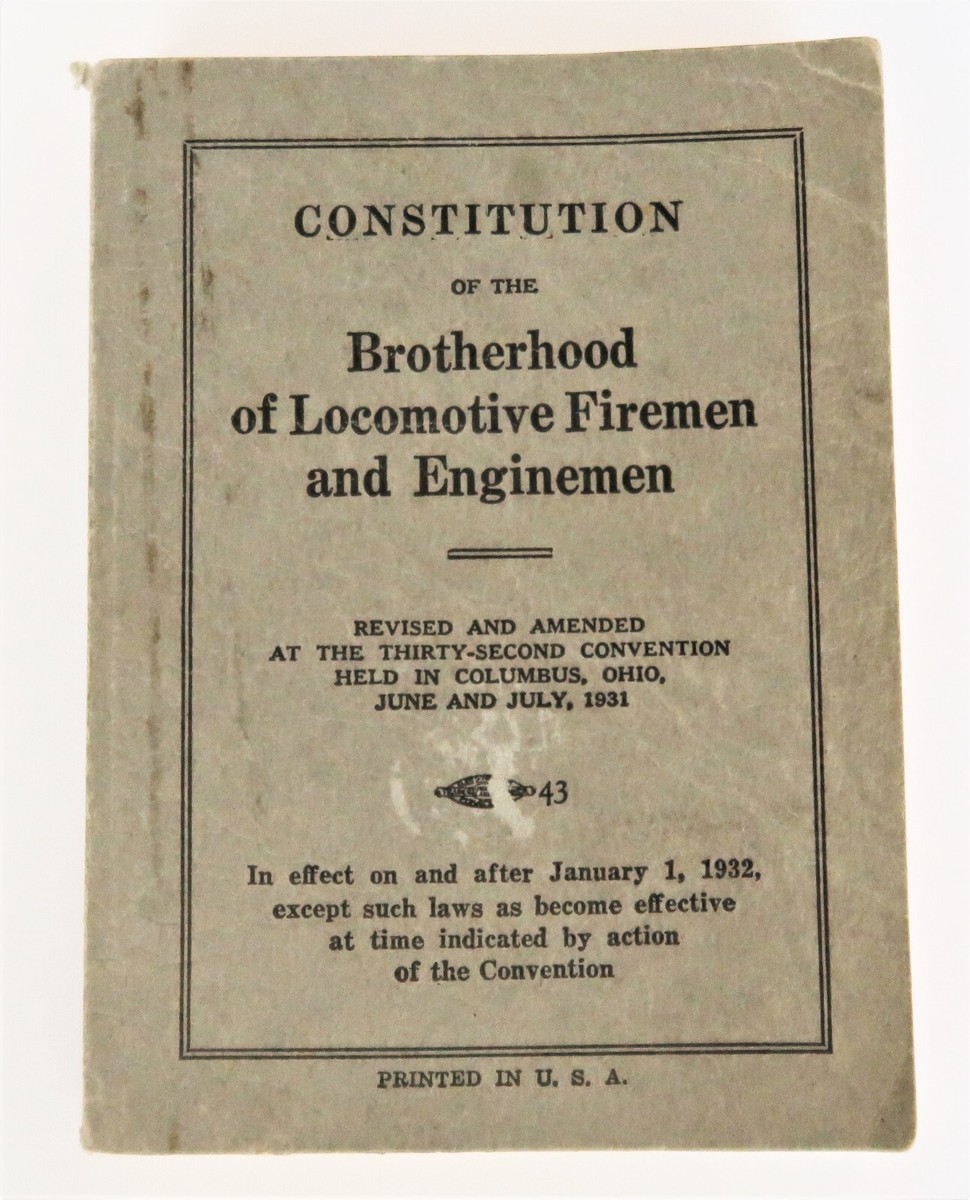 CONSTITUTION
OF THE
Brotherhood
of Locomotive Firemen
and Enginemen
REVISED AND AMENDED
AT THE THIRTY-SECOND CONVENTION
HELD IN COLUMBUS, OHIO,
JUNE AND JULY, 1931
43
In effect on and after January 1, 1932,
except such laws as become effective
at time indicated by action
of the Convention
PRINTED IN U. S. A.